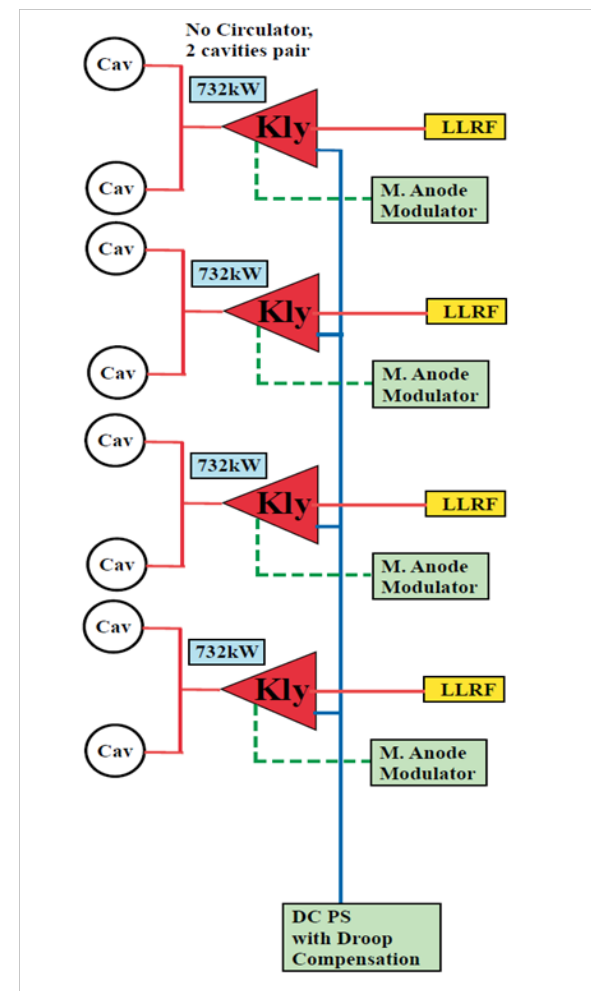 No Circulator,
2 cavities pair
Cav
732kW
Kly
LLRF
Cav
M. Anode
Modulator
Cav
732kW
Kly
LLRF
Cav
M. Anode
Modulator
Cav
732kW
Kly
LLRF
Cav
M. Anode
Modulator
Cav
732kW
Kly
LLRF
Cav
M. Anode
Modulator
DC PS
with Droop
Compensation